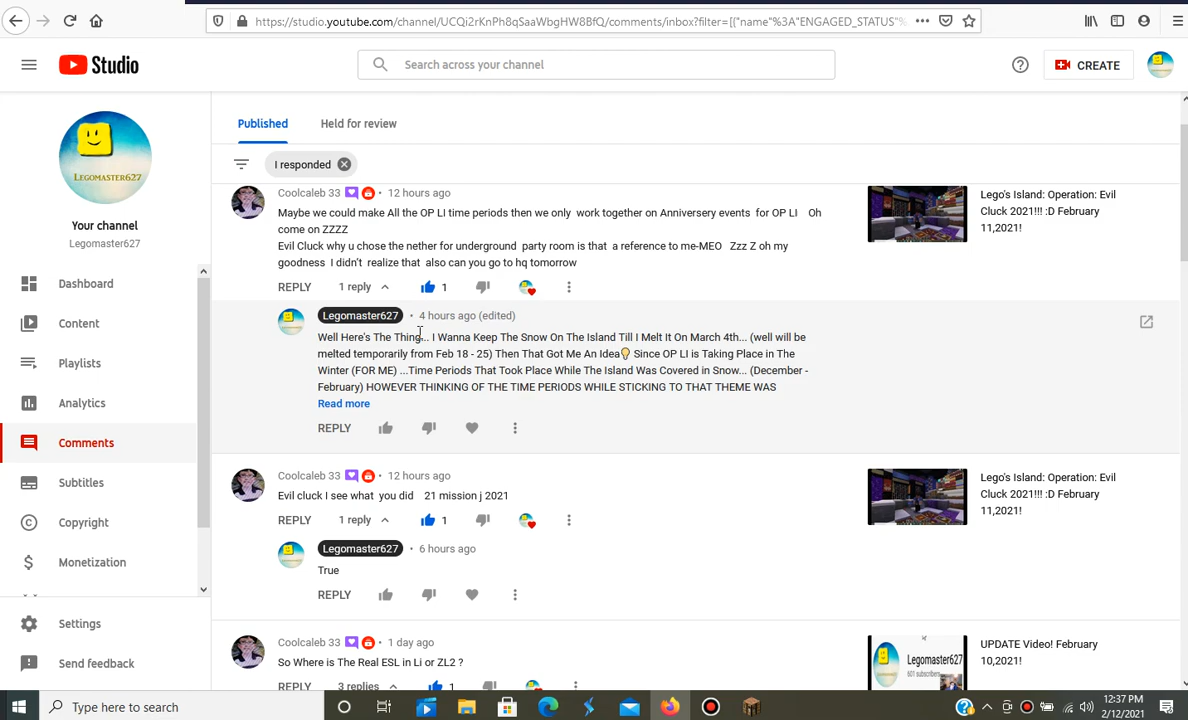 https://studio.youtube.com/channel/UCQi2rKnPh8qSaaWbgHW8BfQ/comments/inbox?filter=[{"name"%3A"ENGAGED_STATUS"%
Studio
Search across your channel
CREATE
LEGOMASTER627
Your channel
Legomaster627
Dashboard
Content
Playlists
Analytics
Comments
Subtitles
Copyright
Monetization
Settings
Send feedback
Published
Held for review
I responded
Coolcaleb 33 • 12 hours ago
Maybe we could make All the OP LI time periods then we only work together on Anniversery events for OP LI Oh
come on ZZZZ
Evil Cluck why u chose the nether for underground party room is that a reference to me-MEO Zzz Z oh my
goodness I didn't realize that also can you go to hq tomorrow
REPLY 1 reply 1
Lego's Island: Operation: Evil
Cluck 2021!!! :D February
11,2021!
Legomaster627 • 4 hours ago (edited)
Well Here's The Thing... I Wanna Keep The Snow On The Island Till I Melt It On March 4th... (well will be
melted temporarily from Feb 18 - 25) Then That Got Me An Idea💡 Since OP LI is Taking Place in The
Winter (FOR ME) ...Time Periods That Took Place While The Island Was Covered in Snow... (December -
February) HOWEVER THINKING OF THE TIME PERIODS WHILE STICKING TO THAT THEME WAS
Read more
REPLY
Coolcaleb 33 • 12 hours ago
Evil cluck I see what you did 21 mission j 2021
REPLY 1 reply 1
Lego's Island: Operation: Evil
Cluck 2021!!! :D February
11,2021!
Legomaster627 • 6 hours ago
True
REPLY
Coolcaleb 33 • 1 day ago
So Where is The Real ESL in Li or ZL2 ?
REPLY 3 replies 1
Legomaster627
601 subscribers
UPDATE Video! February
10,2021!
Type here to search
12:37 PM
2/12/2021